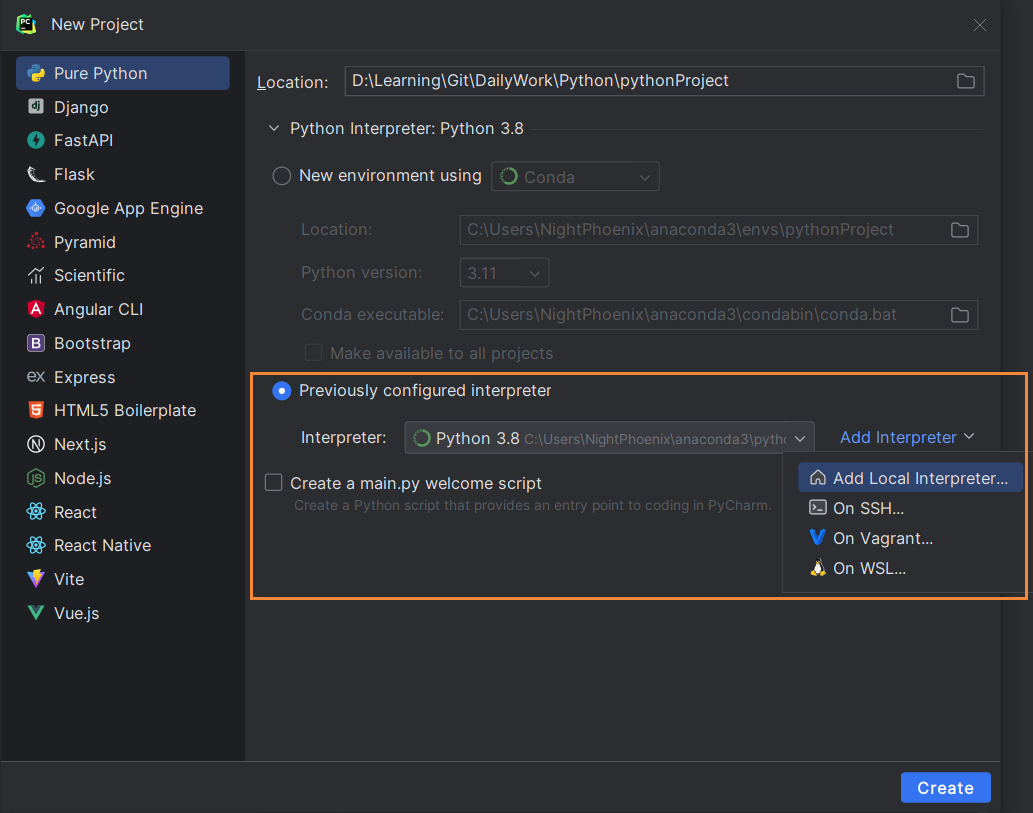 New Project
Pure Python
Django
FastAPI
Flask
Google App Engine
Pyramid
Scientific
Angular CLI
Bootstrap
Express
HTML5 Boilerplate
Next.js
Node.js
React
React Native
Vite
Vue.js
Location: D:\Learning\Git\DailyWork\Python\pythonProject
Python Interpreter: Python 3.8
New environment using Conda
Location: C:\Users\NightPhoenix\anaconda3\envs\pythonProject
Python version: 3.11
Conda executable: C:\Users\NightPhoenix\anaconda3\condabin\conda.bat
Make available to all projects
Previously configured interpreter
Interpreter: Python 3.8 C:\Users\NightPhoenix\anaconda3\pytho Add Interpreter
Create a main.py welcome script
Create a Python script that provides an entry point to coding in PyCharm.
Add Local Interpreter...
On SSH...
On Vagrant...
On WSL...
Create